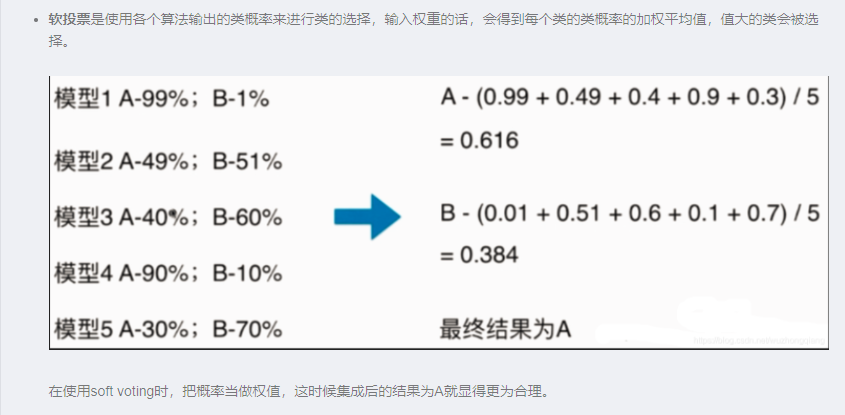 • 软投票是使用各个算法输出的类概率来进行类的选择，输入权重的话，会得到每个类的类概率的加权平均值，值大的类会被选
择。
模型1 A-99%；B-1%
A - (0.99 + 0.49 + 0.4 + 0.9 + 0.3) / 5
= 0.616
模型2 A-49%；B-51%
模型3 A-40%；B-60%
B - (0.01 + 0.51 + 0.6 + 0.1 + 0.7) / 5
= 0.384
模型4 A-90%；B-10%
模型5 A-30%；B-70%
最终结果为A
在使用soft voting时，把概率当做权值，这时候集成后的结果为A就显得更为合理。